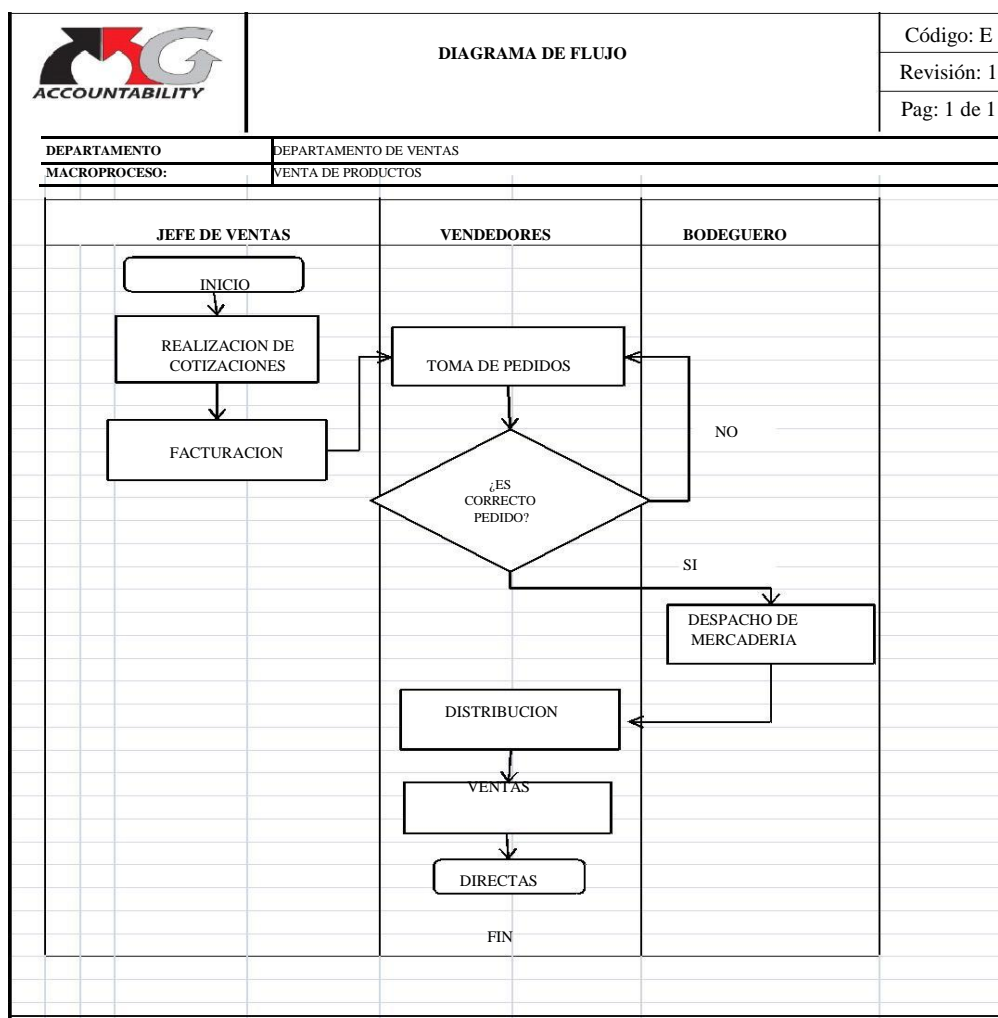 ACCOUNTABILITY
DIAGRAMA DE FLUJO
Código: E
Revisión: 1
Pag: 1 de 1
DEPARTAMENTO
DEPARTAMENTO DE VENTAS
MACROPROCESO:
VENTA DE PRODUCTOS
JEFE DE VENTAS
VENDEDORES
BODEGUERO
INICIO
REALIZACION DE
COTIZACIONES
TOMA DE PEDIDOS
FACTURACION
NO
¿ES
CORRECTO
PEDIDO?
SI
DESPACHO DE
MERCADERIA
DISTRIBUCION
VENTAS
DIRECTAS
FIN